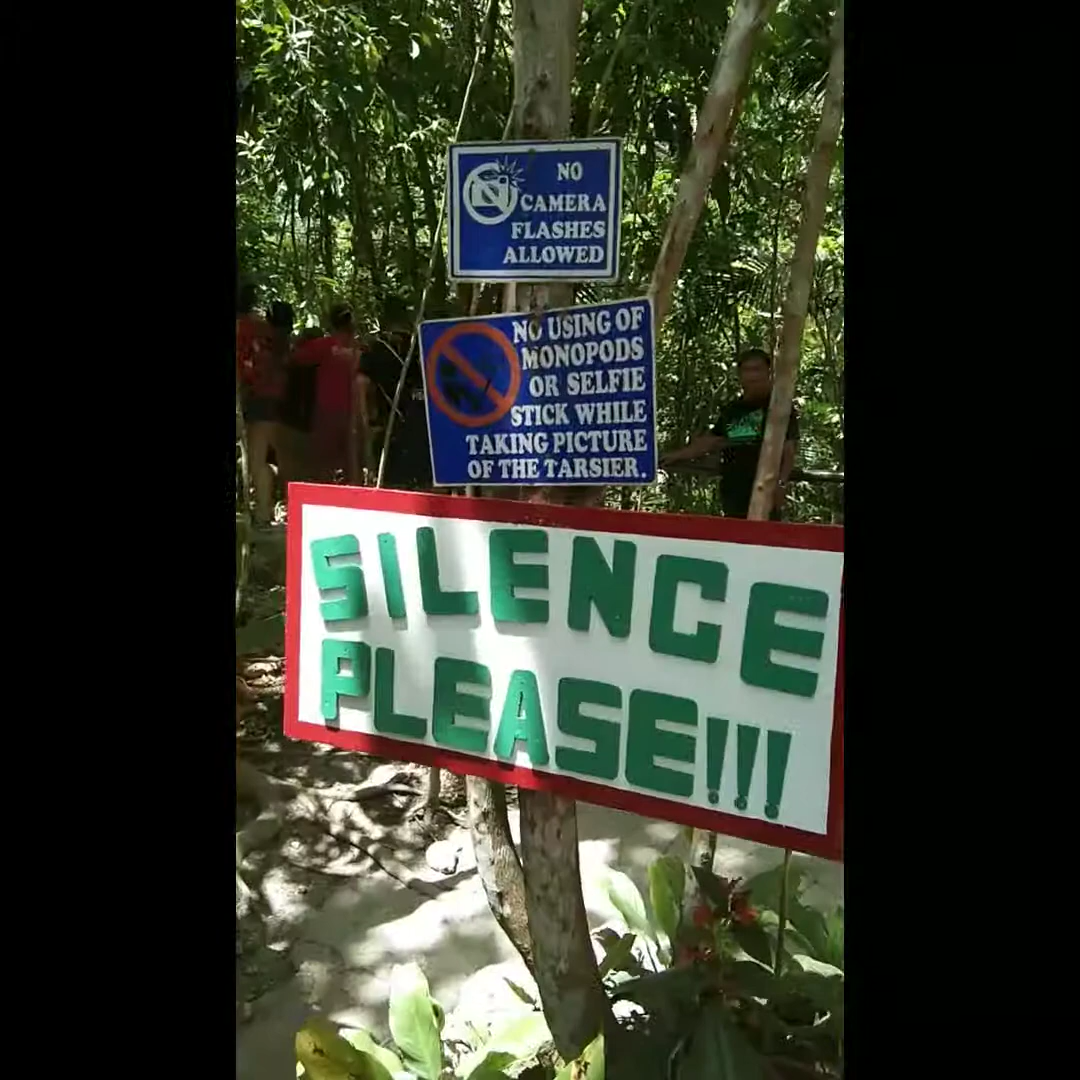 NO
CAMERA
FLASHES
ALLOWED
NO USING OF
MONOPODS
OR SELFIE
STICK WHILE
TAKING PICTURE
OF THE TARSIER.
SILENCE
PLEASE!!!